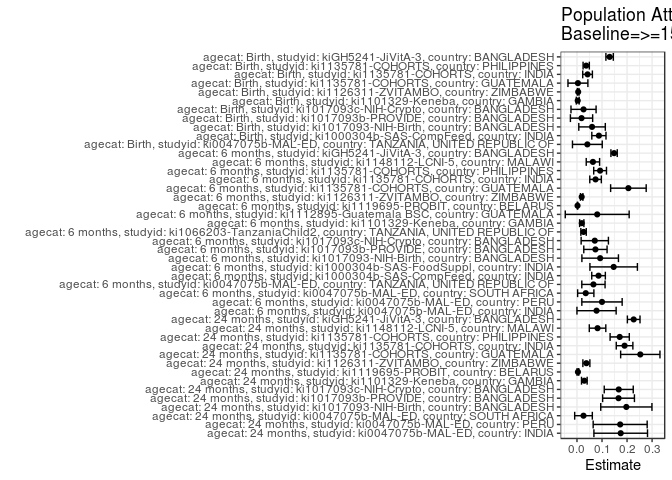 Population Att
Baseline=>=15
agecat: Birth, studyid: kiGH5241-JiVitA-3, country: BANGLADESH
agecat: Birth, studyid: ki1135781-COHORTS, country: PHILIPPINES
agecat: Birth, studyid: ki1135781-COHORTS, country: INDIA
agecat: Birth, studyid: ki1135781-COHORTS, country: GUATEMALA
agecat: Birth, studyid: ki1126311-ZVITAMBO, country: ZIMBABWE
agecat: Birth, studyid: ki1101329-Keneba, country: GAMBIA
agecat: Birth, studyid: ki1017093c-NIH-Crypto, country: BANGLADESH
agecat: Birth, studyid: ki1017093b-PROVIDE, country: BANGLADESH
agecat: Birth, studyid: ki1017093-NIH-Birth, country: BANGLADESH
agecat: Birth, studyid: ki1000304b-SAS-CompFeed, country: INDIA
agecat: Birth, studyid: ki0047075b-MAL-ED, country: TANZANIA, UNITED REPUBLIC OF
agecat: 6 months, studyid: kiGH5241-JiVitA-3, country: BANGLADESH
agecat: 6 months, studyid: ki1148112-LCNI-5, country: MALAWI
agecat: 6 months, studyid: ki1135781-COHORTS, country: PHILIPPINES
agecat: 6 months, studyid: ki1135781-COHORTS, country: INDIA
agecat: 6 months, studyid: ki1135781-COHORTS, country: GUATEMALA
agecat: 6 months, studyid: ki1126311-ZVITAMBO, country: ZIMBABWE
agecat: 6 months, studyid: ki1119695-PROBIT, country: BELARUS
agecat: 6 months, studyid: ki1112895-Guatemala BSC, country: GUATEMALA
agecat: 6 months, studyid: ki1101329-Keneba, country: GAMBIA
agecat: 6 months, studyid: ki1066203-TanzaniaChild2, country: TANZANIA, UNITED REPUBLIC OF
agecat: 6 months, studyid: ki1017093c-NIH-Crypto, country: BANGLADESH
agecat: 6 months, studyid: ki1017093b-PROVIDE, country: BANGLADESH
agecat: 6 months, studyid: ki1017093-NIH-Birth, country: BANGLADESH
agecat: 6 months, studyid: ki1000304b-SAS-FoodSuppl, country: INDIA
agecat: 6 months, studyid: ki1000304b-SAS-CompFeed, country: INDIA
agecat: 6 months, studyid: ki0047075b-MAL-ED, country: TANZANIA, UNITED REPUBLIC OF
agecat: 6 months, studyid: ki0047075b-MAL-ED, country: SOUTH AFRICA
agecat: 6 months, studyid: ki0047075b-MAL-ED, country: PERU
agecat: 6 months, studyid: ki0047075b-MAL-ED, country: INDIA
agecat: 24 months, studyid: kiGH5241-JiVitA-3, country: BANGLADESH
agecat: 24 months, studyid: ki1148112-LCNI-5, country: MALAWI
agecat: 24 months, studyid: ki1135781-COHORTS, country: PHILIPPINES
agecat: 24 months, studyid: ki1135781-COHORTS, country: INDIA
agecat: 24 months, studyid: ki1135781-COHORTS, country: GUATEMALA
agecat: 24 months, studyid: ki1126311-ZVITAMBO, country: ZIMBABWE
agecat: 24 months, studyid: ki1119695-PROBIT, country: BELARUS
agecat: 24 months, studyid: ki1101329-Keneba, country: GAMBIA
agecat: 24 months, studyid: ki1017093c-NIH-Crypto, country: BANGLADESH
agecat: 24 months, studyid: ki1017093b-PROVIDE, country: BANGLADESH
agecat: 24 months, studyid: ki1017093-NIH-Birth, country: BANGLADESH
agecat: 24 months, studyid: ki0047075b-MAL-ED, country: SOUTH AFRICA
agecat: 24 months, studyid: ki0047075b-MAL-ED, country: PERU
agecat: 24 months, studyid: ki0047075b-MAL-ED, country: INDIA
0.0 0.1 0.2 0.3
Estimate